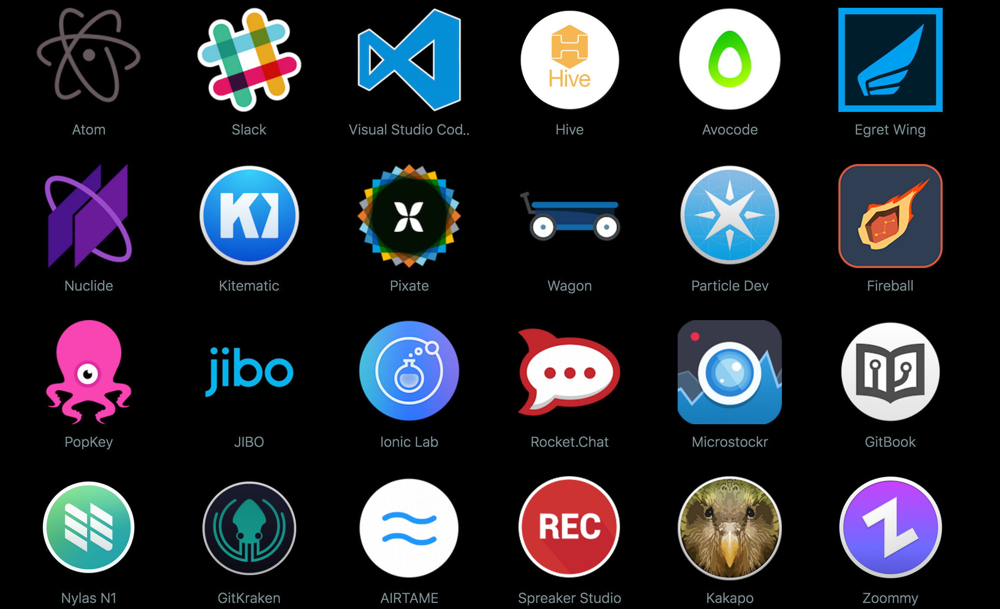 Hive
Atom
Slack
Visual Studio Cod..
Hive
Avocode
Egret Wing
Nuclide
Kitematic
Pixate
Wagon
Particle Dev
Fireball
jibo
PopKey
JIBO
Ionic Lab
Rocket.Chat
Microstockr
GitBook
REC
Nylas N1
GitKraken
AIRTAME
Spreaker Studio
Kakapo
Zoommy